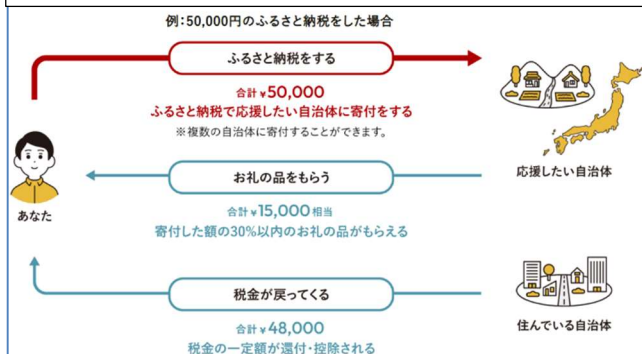 例:50,000円のふるさと納税をした場合
ふるさと納税をする
合計¥50,000
ふるさと納税で応援したい自治体に寄付をする
※複数の自治体に寄付することができます。
応援したい自治体
お礼の品をもらう
あなた
合計¥15,000相当
寄付した額の30%以内のお礼の品がもらえる
税金が戻ってくる
住んでいる自治体
合計¥48,000
税金の一定額が還付・控除される